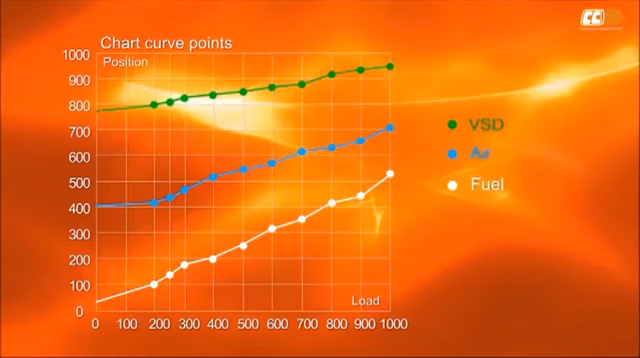 CC
Chart curve points
1000
Position
900
800
700
600
500
400
300
200
100
0
Load
0 100 200 300 400 500 600 700 800 900 1000
VSD
Air
Fuel